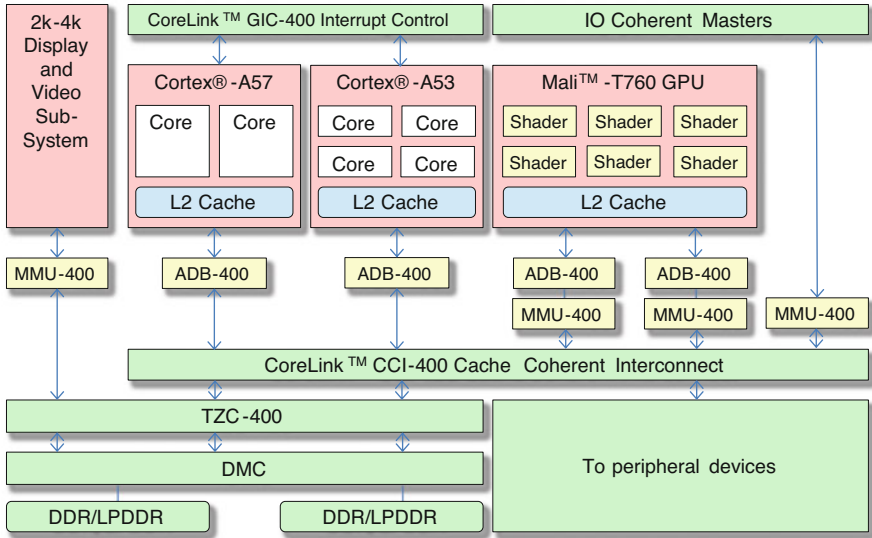 2k-4k
Display
and
Video
Sub-
System
CoreLink™ GIC-400 Interrupt Control
IO Coherent Masters
Cortex®-A57
Core
Core
L2 Cache
Cortex®-A53
Core
Core
Core
Core
L2 Cache
Mali™-T760 GPU
Shader
Shader
Shader
Shader
Shader
Shader
L2 Cache
MMU-400
ADB-400
ADB-400
ADB-400
ADB-400
MMU-400
MMU-400
MMU-400
CoreLink™ CCI-400 Cache Coherent Interconnect
TZC-400
DMC
DDR/LPDDR
DDR/LPDDR
To peripheral devices